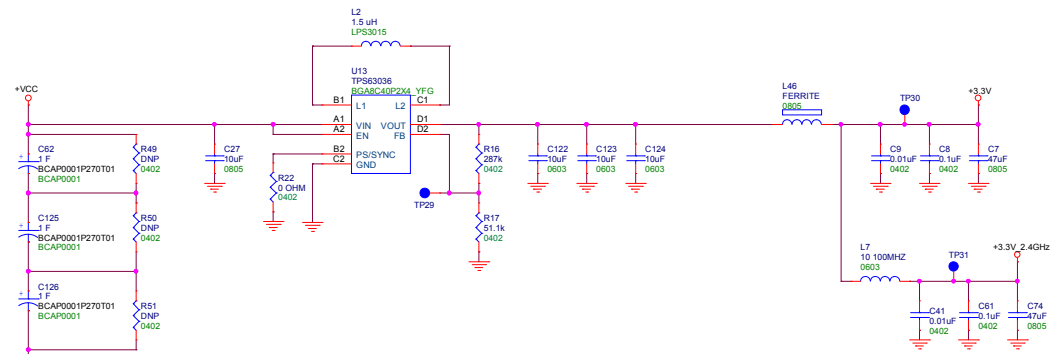 L2
1.5 uH
LPS3015
U13
TPS63036
BGA8C40P2X4_YFG
B1
L1
L2
C1
A1
VIN
VOUT
D1
A2
EN
FB
D2
B2
PS/SYNC
C2
GND
+VCC
C62
1 F
BCAP0001P270T01
BCAP0001
R49
DNP
0402
C125
1 F
BCAP0001P270T01
BCAP0001
R50
DNP
0402
C126
1 F
BCAP0001P270T01
BCAP0001
R51
DNP
0402
C27
10uF
0805
R22
0 OHM
0402
TP29
R16
287k
0402
R17
51.1k
0402
C122
10uF
0603
C123
10uF
0603
C124
10uF
0603
L46
FERRITE
0805
TP30
+3.3V
C9
0.01uF
0402
C8
0.1uF
0402
C7
47uF
0805
L7
10 100MHZ
0603
TP31
+3.3V_2.4GHz
C41
0.01uF
0402
C61
0.1uF
0402
C74
47uF
0805